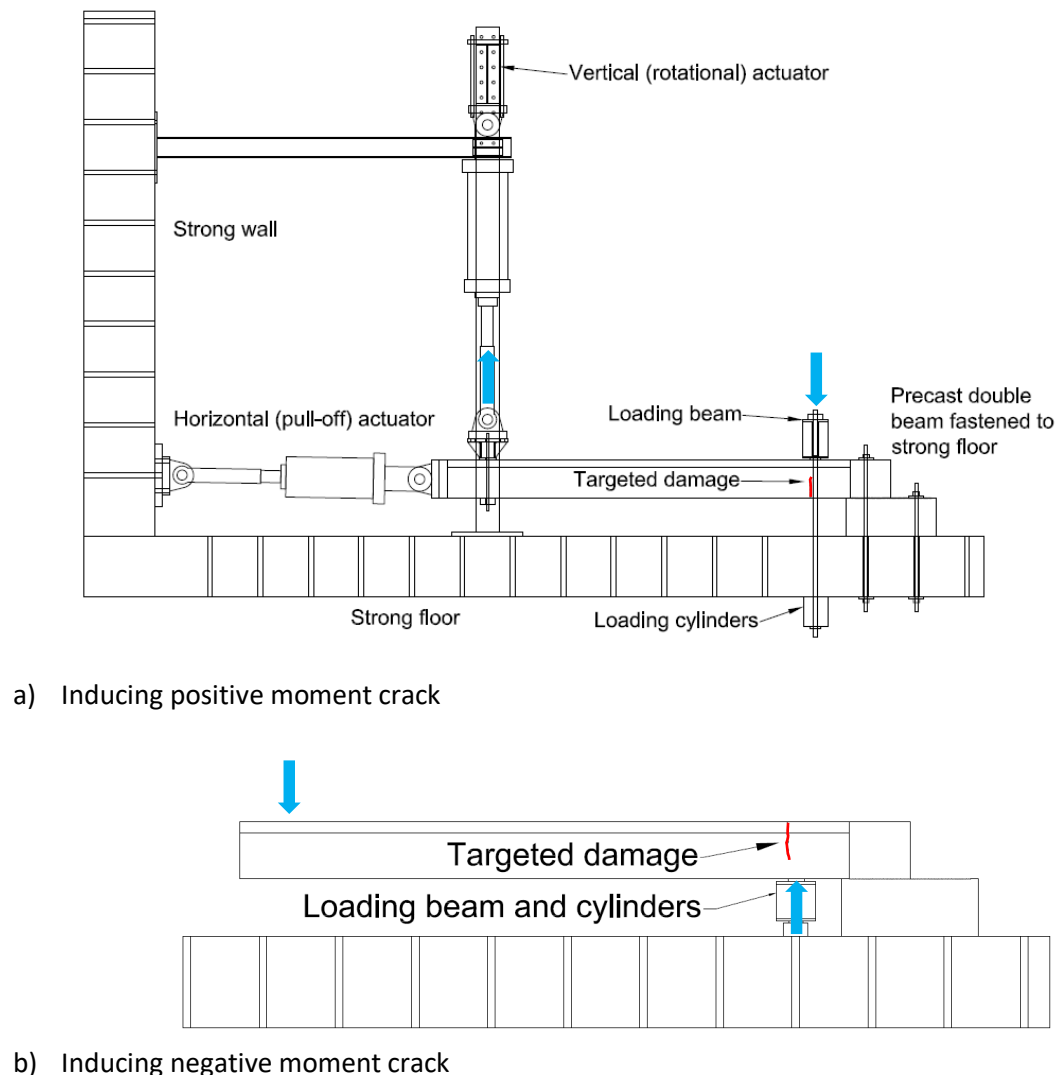 Vertical (rotational) actuator
Strong wall
Horizontal (pull-off) actuator
Loading beam
Precast double
beam fastened to
strong floor
Targeted damage
Strong floor
Loading cylinders
a) Inducing positive moment crack
Targeted damage
Loading beam and cylinders
b) Inducing negative moment crack